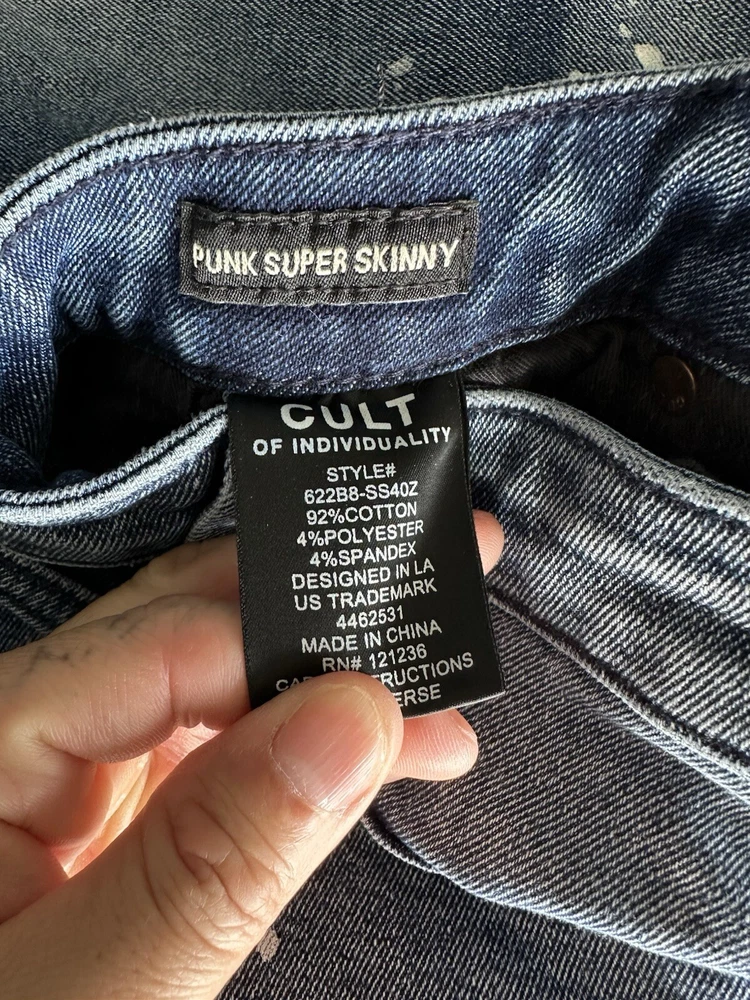 PUNK SUPER SKINNY
CULT
OF INDIVIDUALITY
STYLE#
622B8-SS40Z
92%COTTON
4%POLYESTER
4%SPANDEX
DESIGNED IN LA
US TRADEMARK
4462531
MADE IN CHINA
RN# 121236